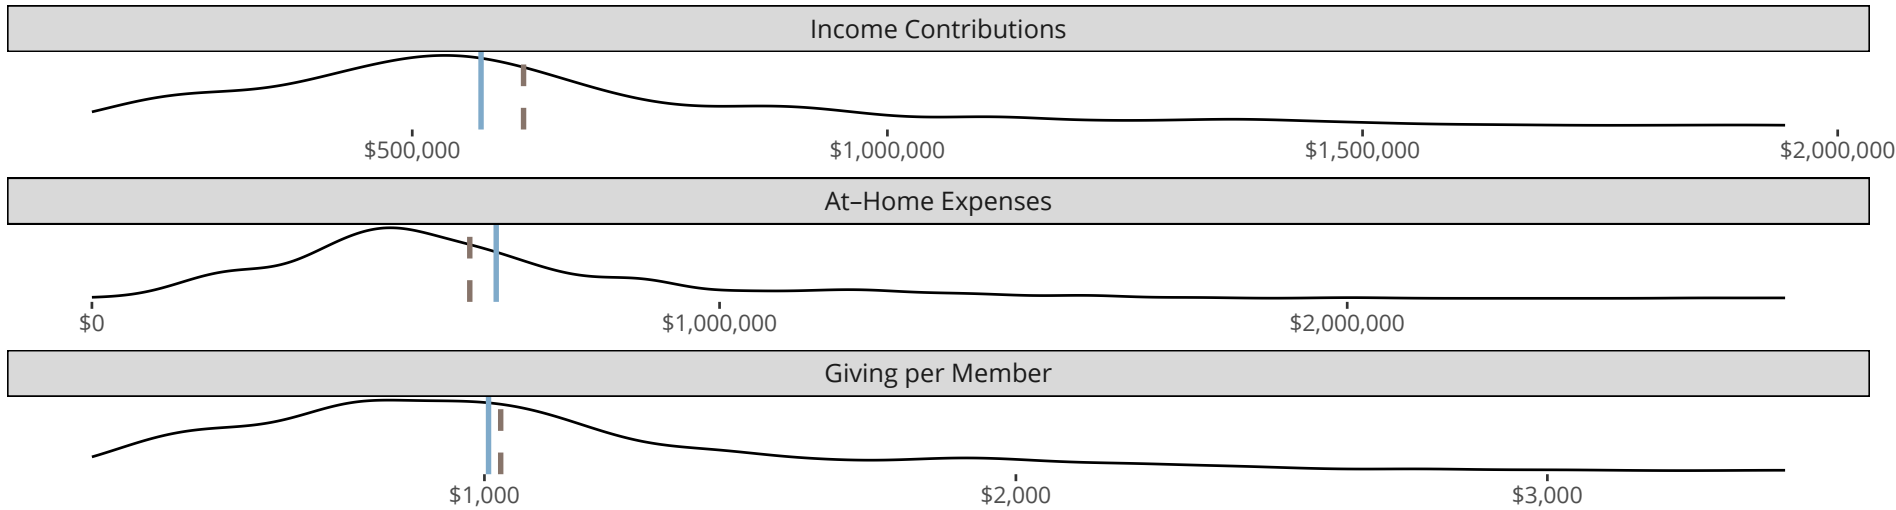 Income Contributions
$500,000 $1,000,000 $1,500,000 $2,000,000
At–Home Expenses
$0 $1,000,000 $2,000,000
Giving per Member
$1,000 $2,000 $3,000